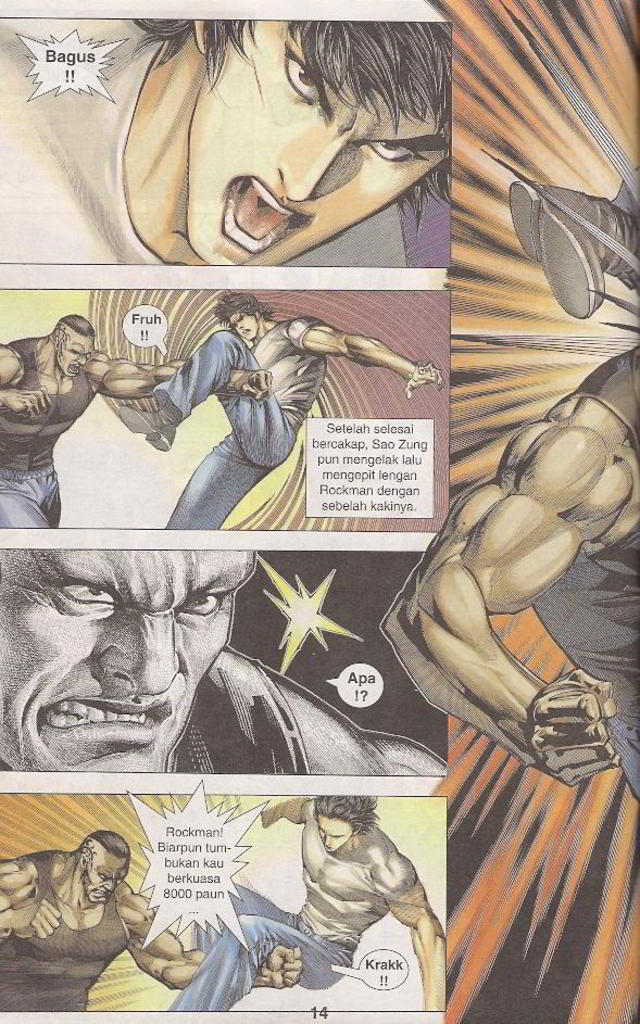 Bagus
!!
Fruh
!!
Setelah selesai
bercakap, Sao Zung
pun mengelak lalu
mengepit lengan
Rockman dengan
sebelah kakinya.
Apa
!?
Rockman!
Biarpun tum-
bukan kau
berkuasa
8000 paun
...
Krakk
!!
14